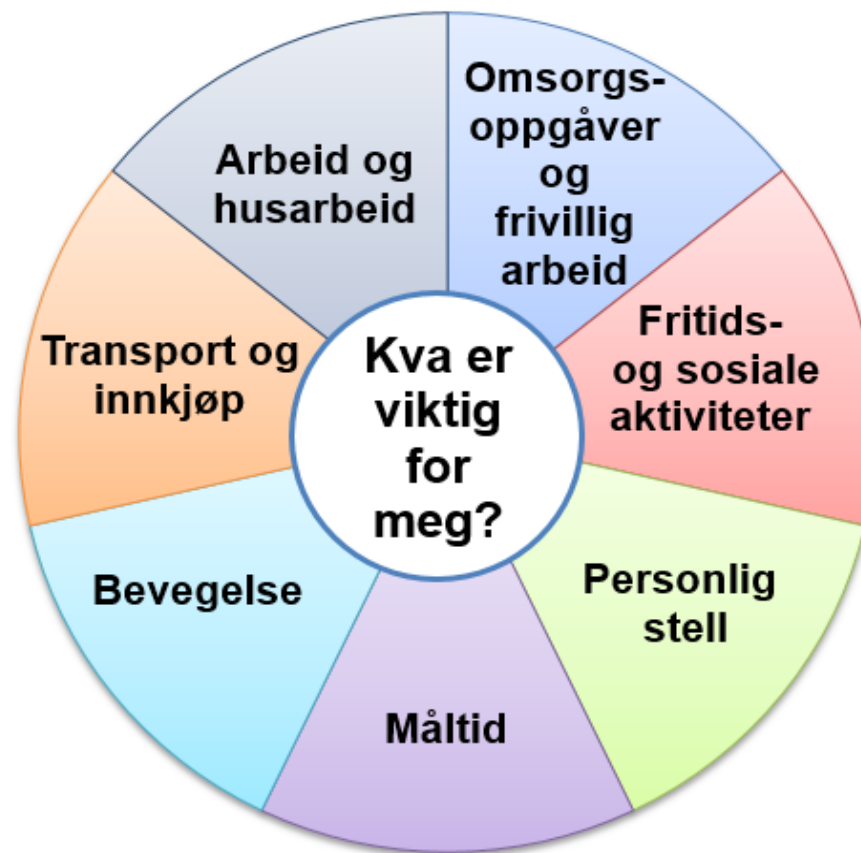 Omsorgs-
oppgåver
og
frivillig
arbeid
Fritids-
og sosiale
aktiviteter
Personlig
stell
Måltid
Bevegelse
Transport og
innkjøp
Arbeid og
husarbeid
Kva er
viktig
for
meg?